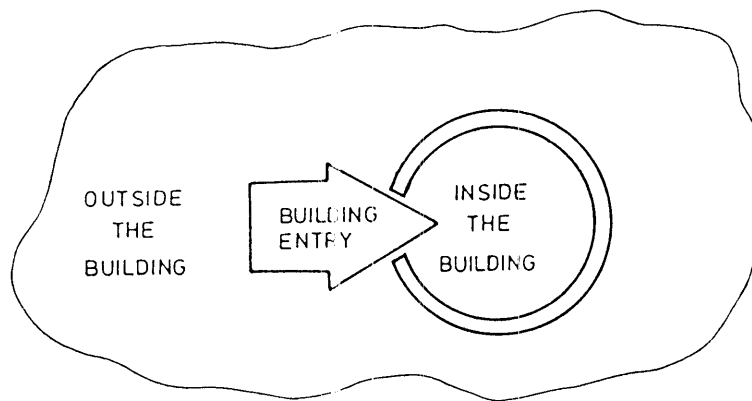 OUTSIDE
THE
BUILDING
BUILDING
ENTRY
INSIDE
THE
BUILDING